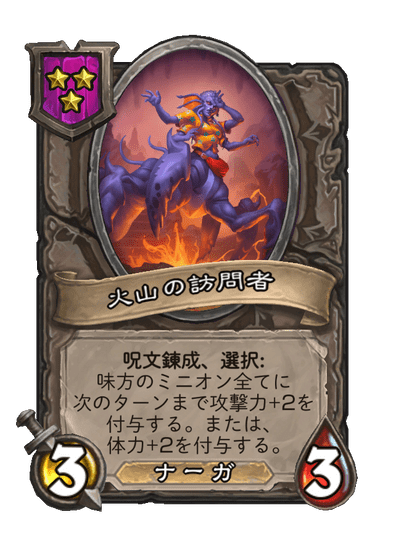 火山の訪問者
呪文錬成、選択:
味方のミニオン全てに
次のターンまで攻撃力+2を
付与する。または、
体力+2を付与する。
3
ナーガ
3